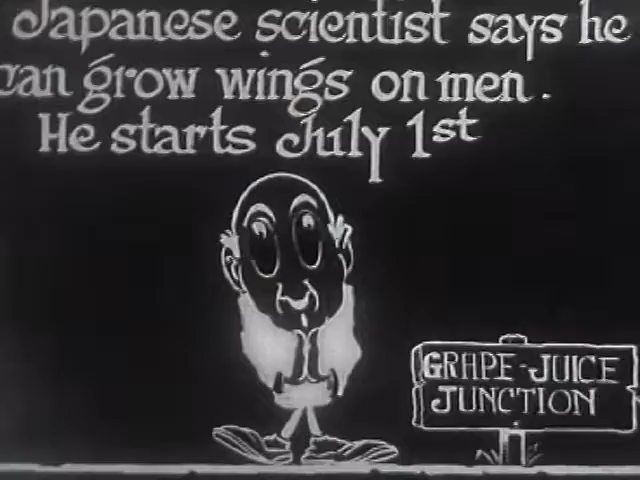 Japanese scientist says he
can grow wings on men.
He starts July 1st
GRAPE-JUICE
JUNCTION